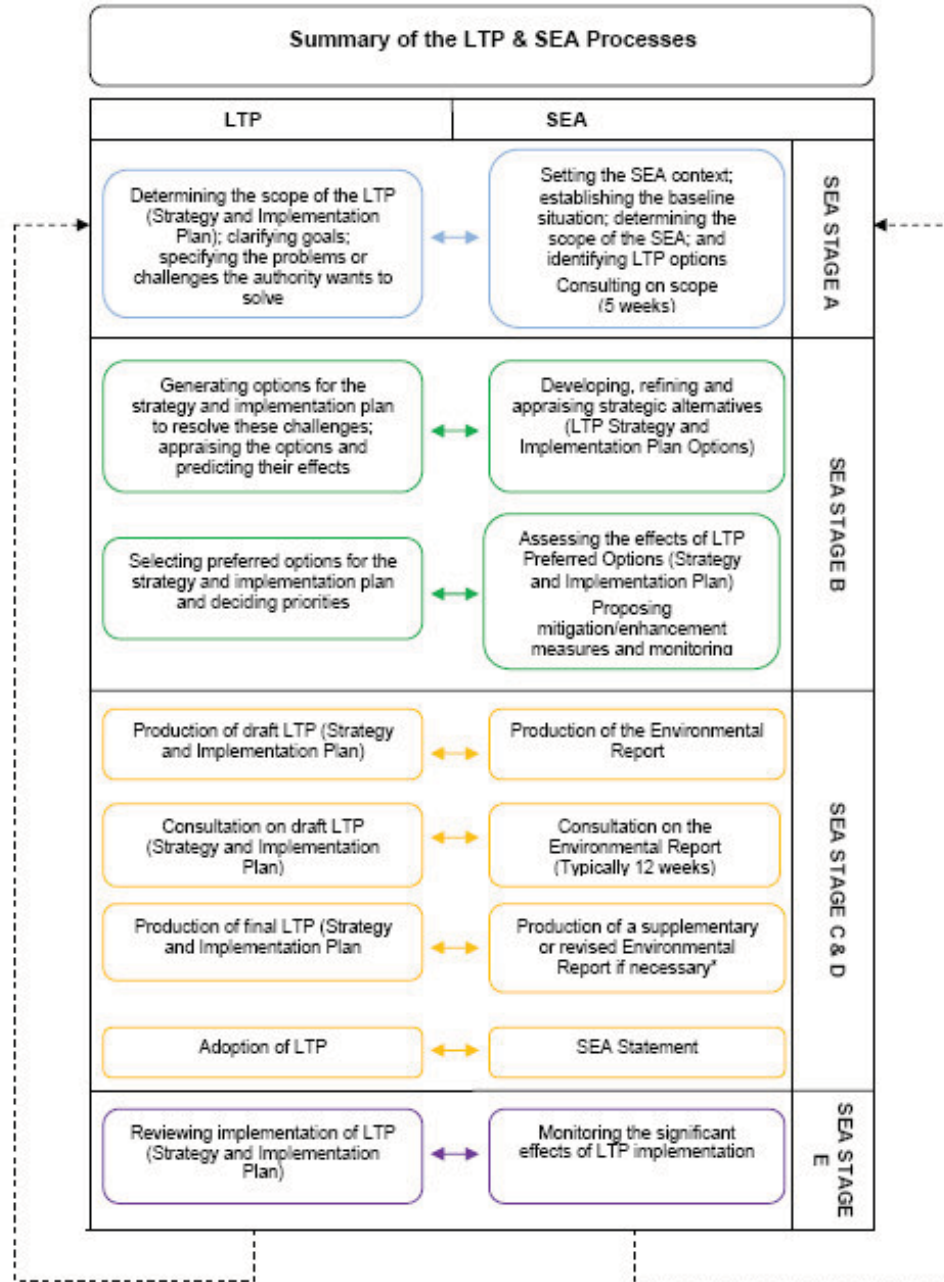 Summary of the LTP & SEA Processes
LTP
SEA
Determining the scope of the LTP
(Strategy and Implementation
Plan); clarifying goals;
specifying the problems or
challenges the authority wants to
solve
Setting the SEA context;
establishing the baseline
situation; determining the
scope of the SEA; and
identifying LTP options
Consulting on scope
(5 weeks)
SEA STAGE A
Generating options for the
strategy and implementation plan
to resolve these challenges;
appraising the options and
predicting their effects
Developing, refining and
appraising strategic alternatives
(LTP Strategy and
Implementation Plan Options)
Selecting preferred options for the
strategy and implementation plan
and deciding priorities
Assessing the effects of LTP
Preferred Options (Strategy
and Implementation Plan)
Proposing
mitigation/enhancement
measures and monitoring
SEA STAGE B
Production of draft LTP (Strategy
and Implementation Plan)
Production of the Environmental
Report
Consultation on draft LTP
(Strategy and Implementation
Plan)
Consultation on the
Environmental Report
(Typically 12 weeks)
Production of final LTP (Strategy
and Implementation Plan
Production of a supplementary
or revised Environmental
Report if necessary*
Adoption of LTP
SEA Statement
SEA STAGE C & D
Reviewing implementation of LTP
(Strategy and Implementation
Plan)
Monitoring the significant
effects of LTP implementation
SEA STAGE
E